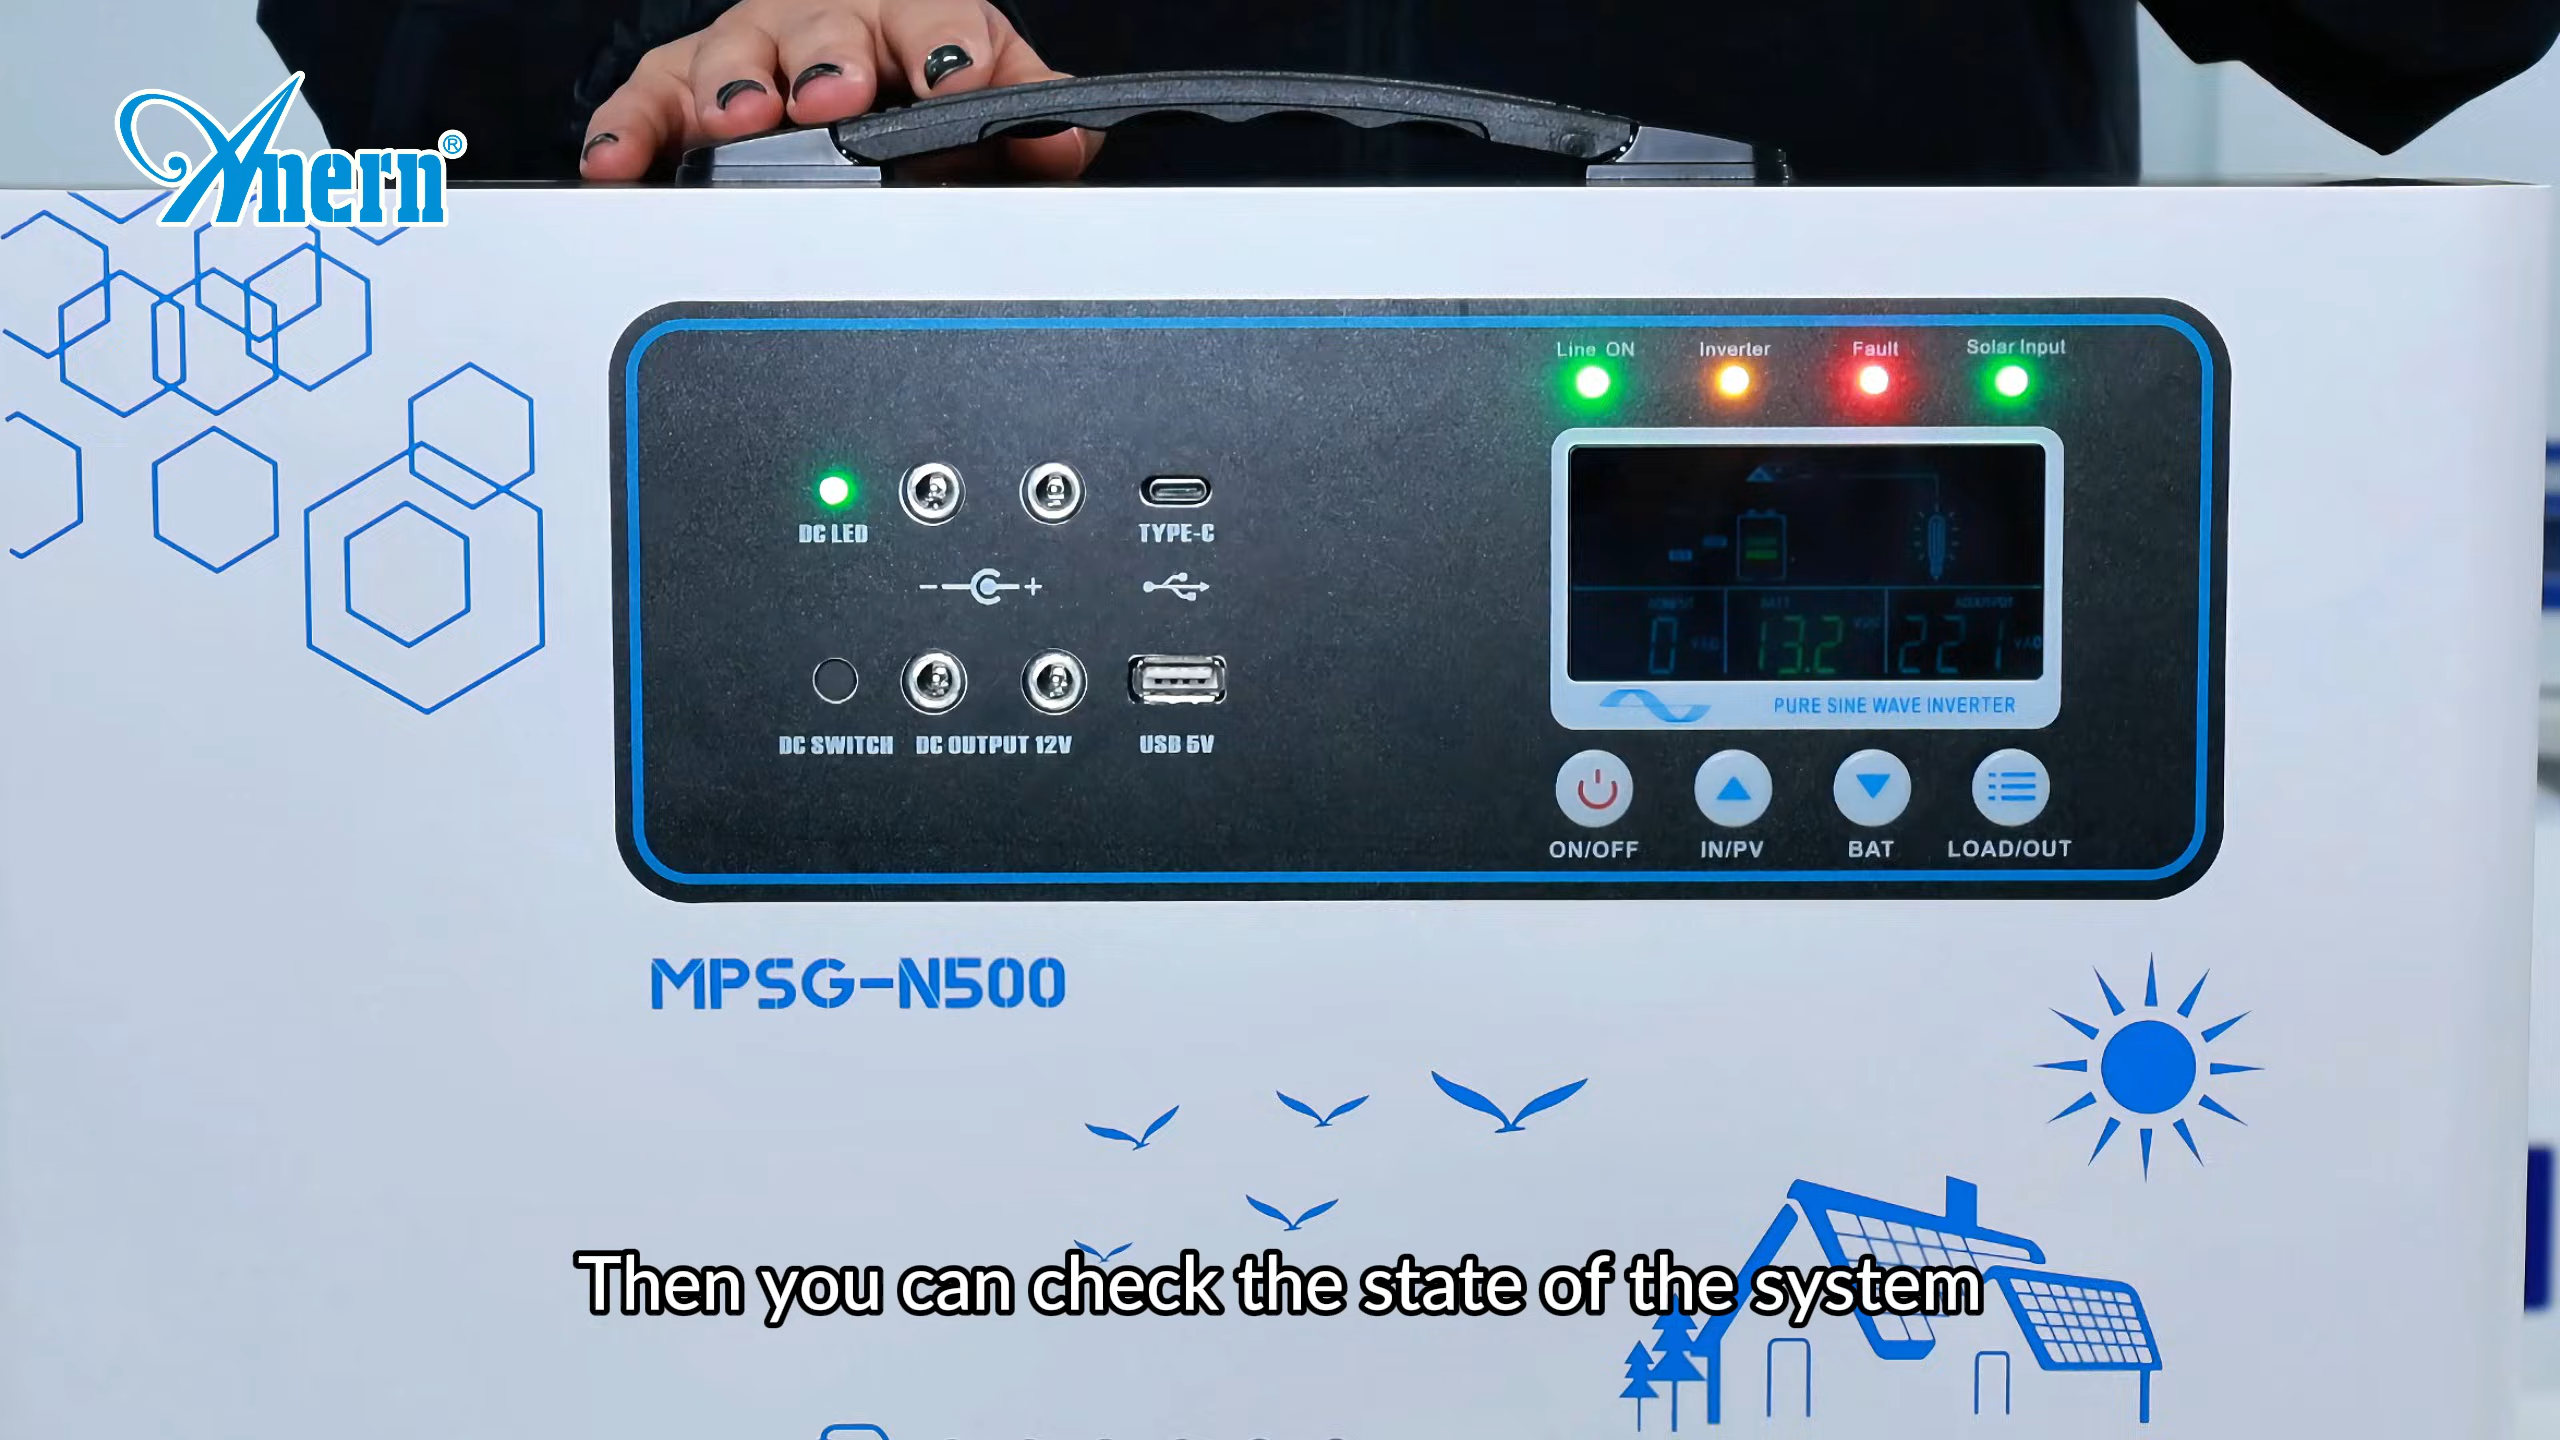 Anern®
Line ON Inverter Fault Solar Input
DC LED
TYPE-C
BATT
0 13.2 221
PURE SINE WAVE INVERTER
DC SWITCH DC OUTPUT 12V USB 5V
ON/OFF IN/PV BAT LOAD/OUT
MPSG-N500
Then you can check the state of the system